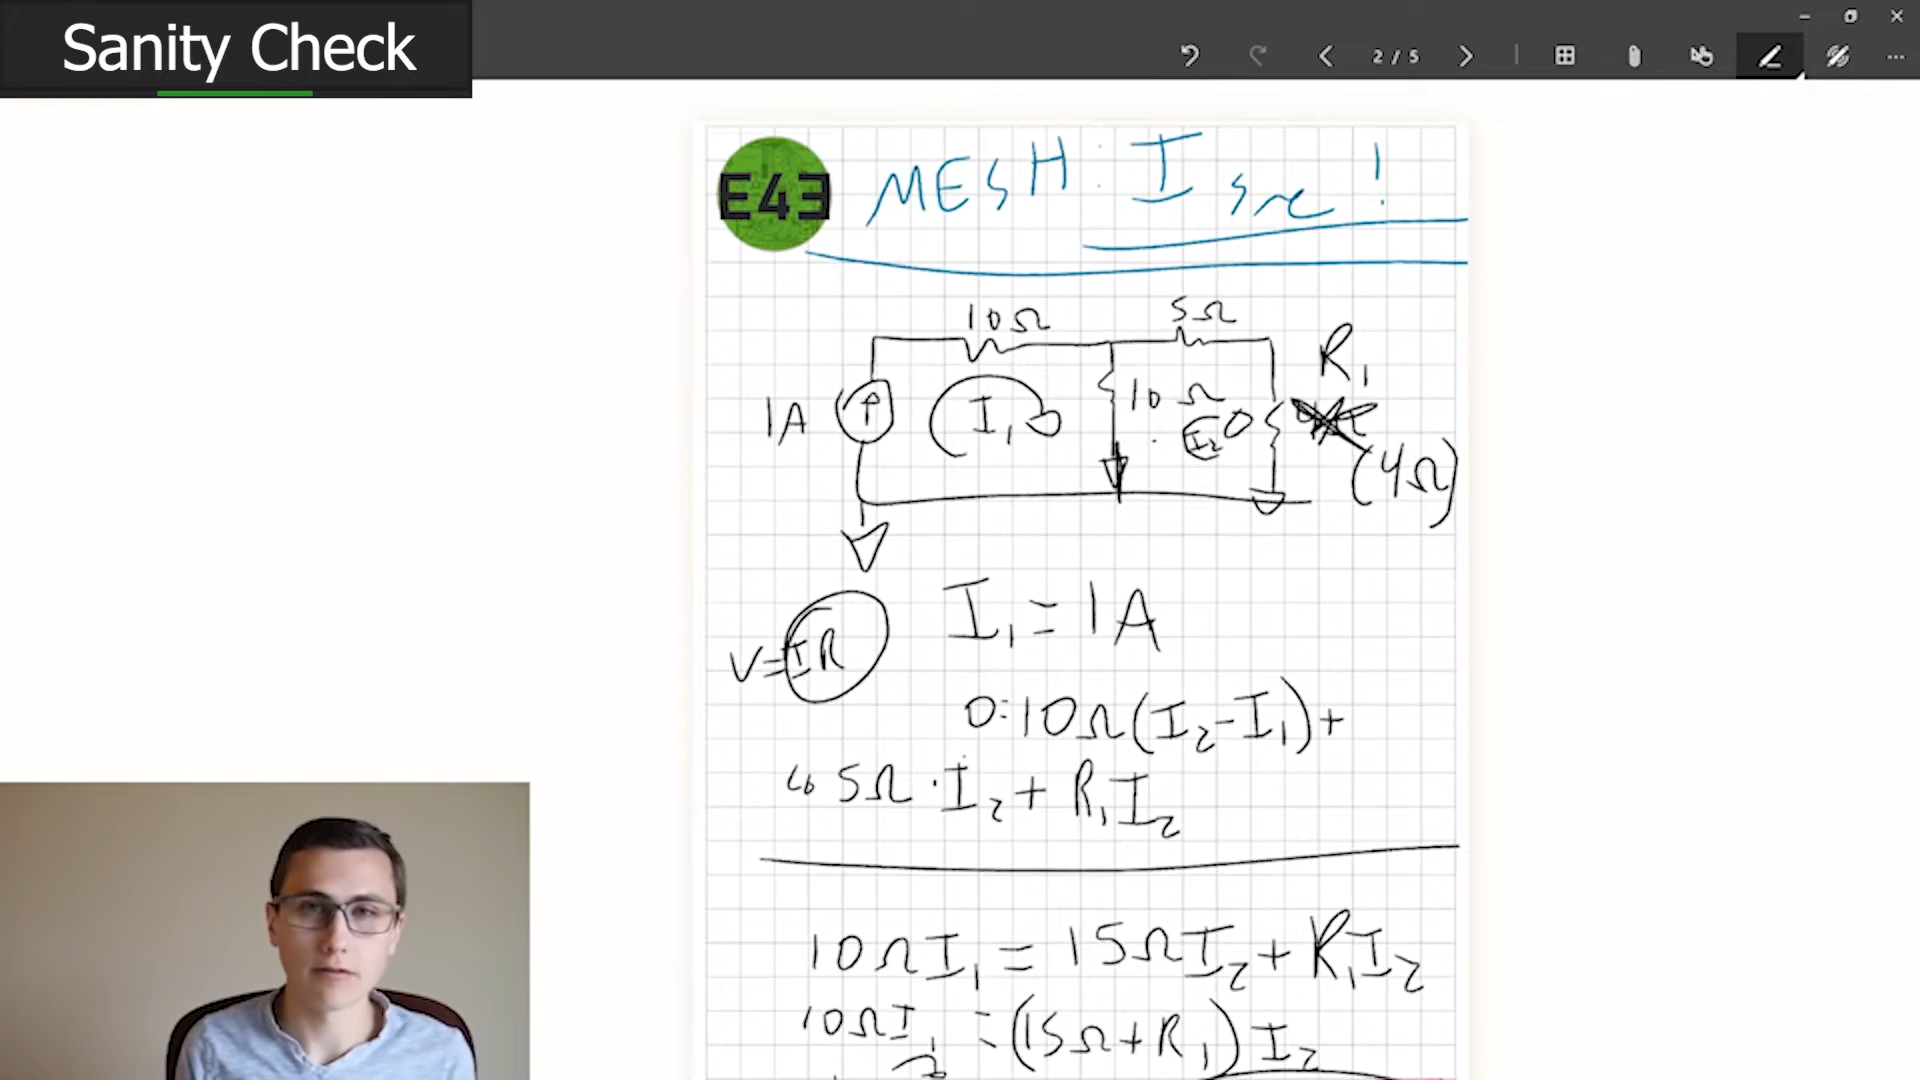 Sanity Check
2 / 5
E43
MESH: I src!
10Ω
5Ω
R₁
1A
I₁
10Ω
I₂
(4Ω)
I₁ = 1A
V=IR
0:10Ω(I₂-I₁)+
5Ω·I₂+R₁I₂
10ΩI₁ = 15ΩI₂+R₁I₂
10ΩI₁ =(15Ω+R₁)I₂